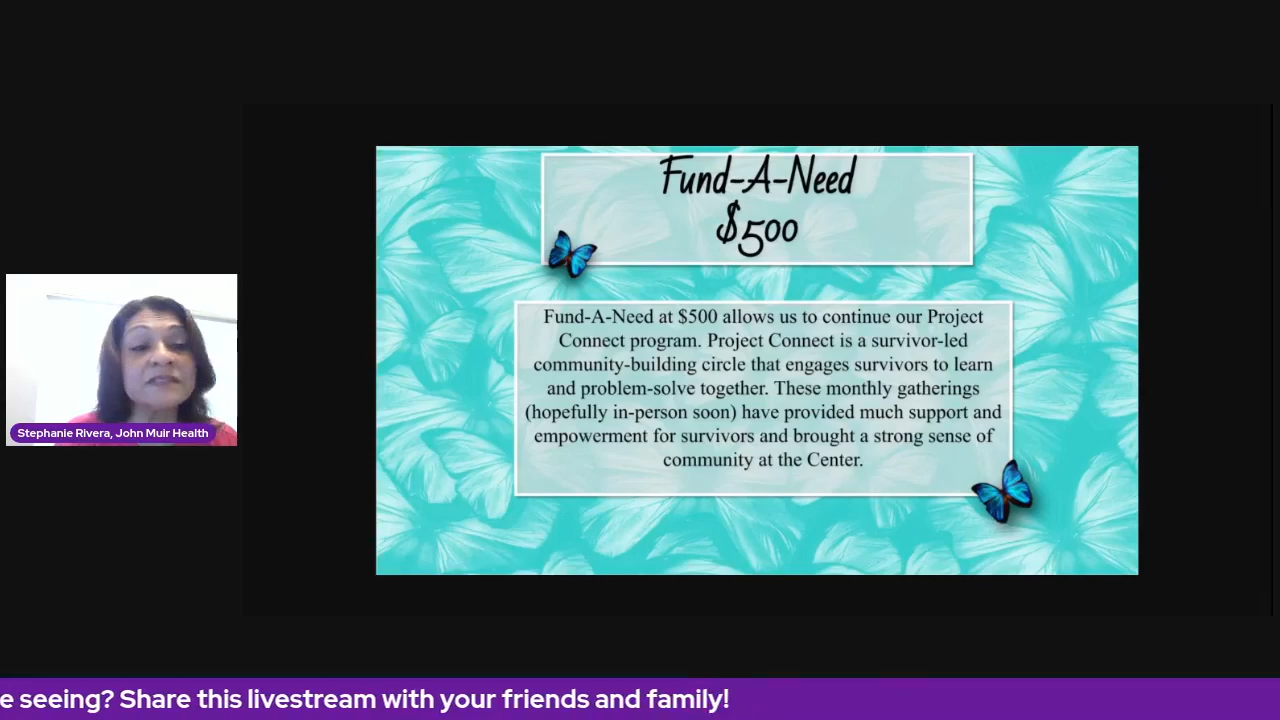 Fund-A-Need
$500
Fund-A-Need at $500 allows us to continue our Project
Connect program. Project Connect is a survivor-led
community-building circle that engages survivors to learn
and problem-solve together. These monthly gatherings
(hopefully in-person soon) have provided much support and
empowerment for survivors and brought a strong sense of
community at the Center.
Stephanie Rivera, John Muir Health
e seeing? Share this livestream with your friends and family!